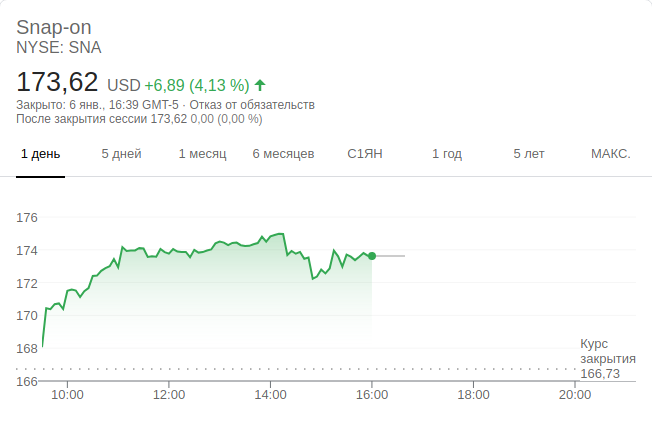 Snap-on
NYSE: SNA
173,62 USD +6,89 (4,13 %)
Закрыто: 6 янв., 16:39 GMT-5 · Отказ от обязательств
После закрытия сессии 173,62 0,00 (0,00 %)
1 день 5 дней 1 месяц 6 месяцев С1ЯН 1 год 5 лет МАКС.
176
174
172
170
168
Курс
закрытия
166,73
166
10:00 12:00 14:00 16:00 18:00 20:00